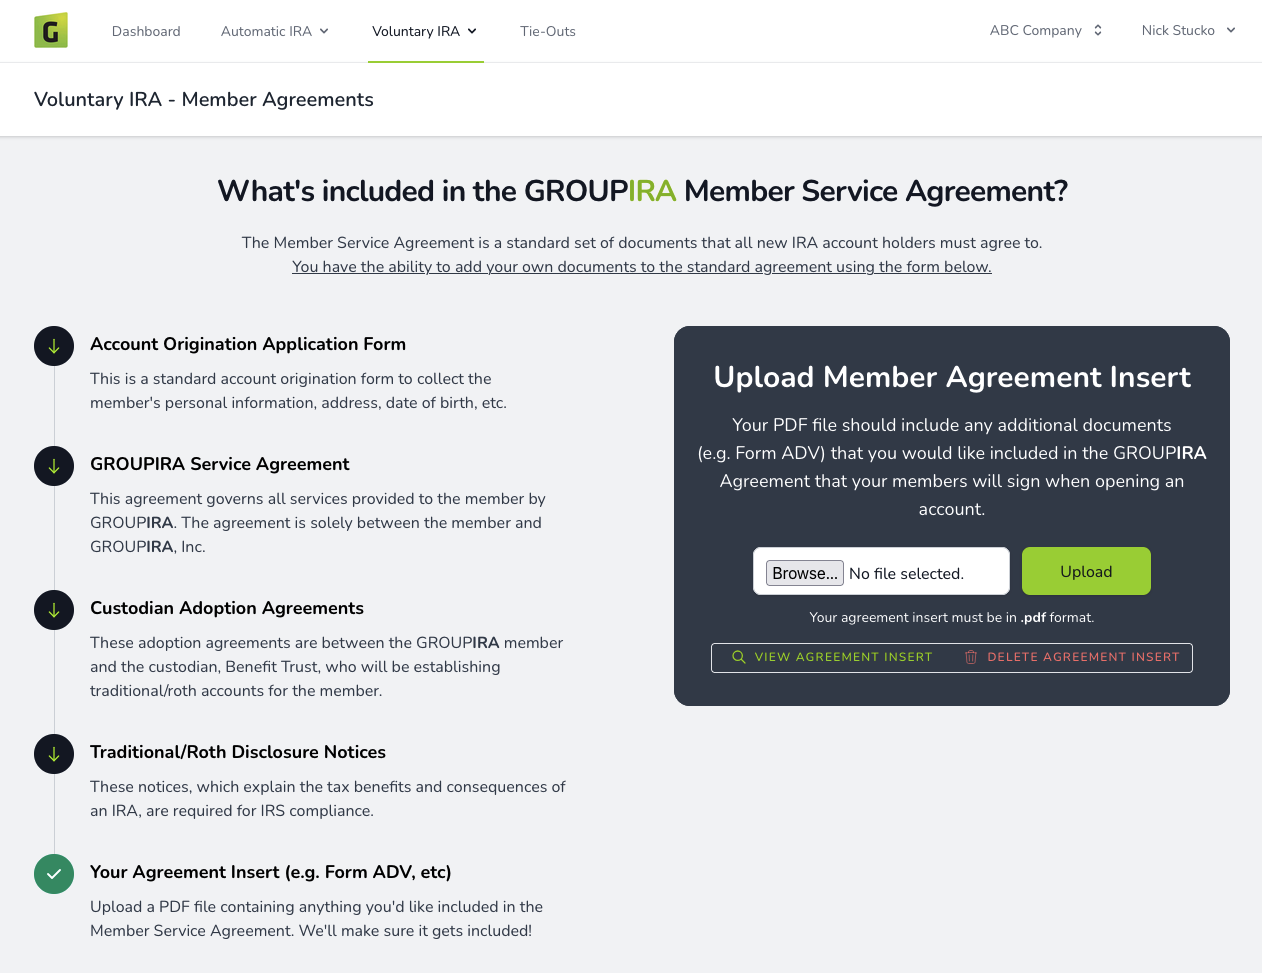 G
Dashboard
Automatic IRA
Voluntary IRA
Tie-Outs
ABC Company
Nick Stucko
Voluntary IRA - Member Agreements
What's included in the GROUPIRA Member Service Agreement?
The Member Service Agreement is a standard set of documents that all new IRA account holders must agree to.
You have the ability to add your own documents to the standard agreement using the form below.
Account Origination Application Form
This is a standard account origination form to collect the
member's personal information, address, date of birth, etc.
GROUPIRA Service Agreement
This agreement governs all services provided to the member by
GROUPIRA. The agreement is solely between the member and
GROUPIRA, Inc.
Custodian Adoption Agreements
These adoption agreements are between the GROUPIRA member
and the custodian, Benefit Trust, who will be establishing
traditional/roth accounts for the member.
Traditional/Roth Disclosure Notices
These notices, which explain the tax benefits and consequences of
an IRA, are required for IRS compliance.
Your Agreement Insert (e.g. Form ADV, etc)
Upload a PDF file containing anything you'd like included in the
Member Service Agreement. We'll make sure it gets included!
Upload Member Agreement Insert
Your PDF file should include any additional documents
(e.g. Form ADV) that you would like included in the GROUPIRA
Agreement that your members will sign when opening an
account.
Browse... No file selected.
Upload
Your agreement insert must be in .pdf format.
VIEW AGREEMENT INSERT
DELETE AGREEMENT INSERT